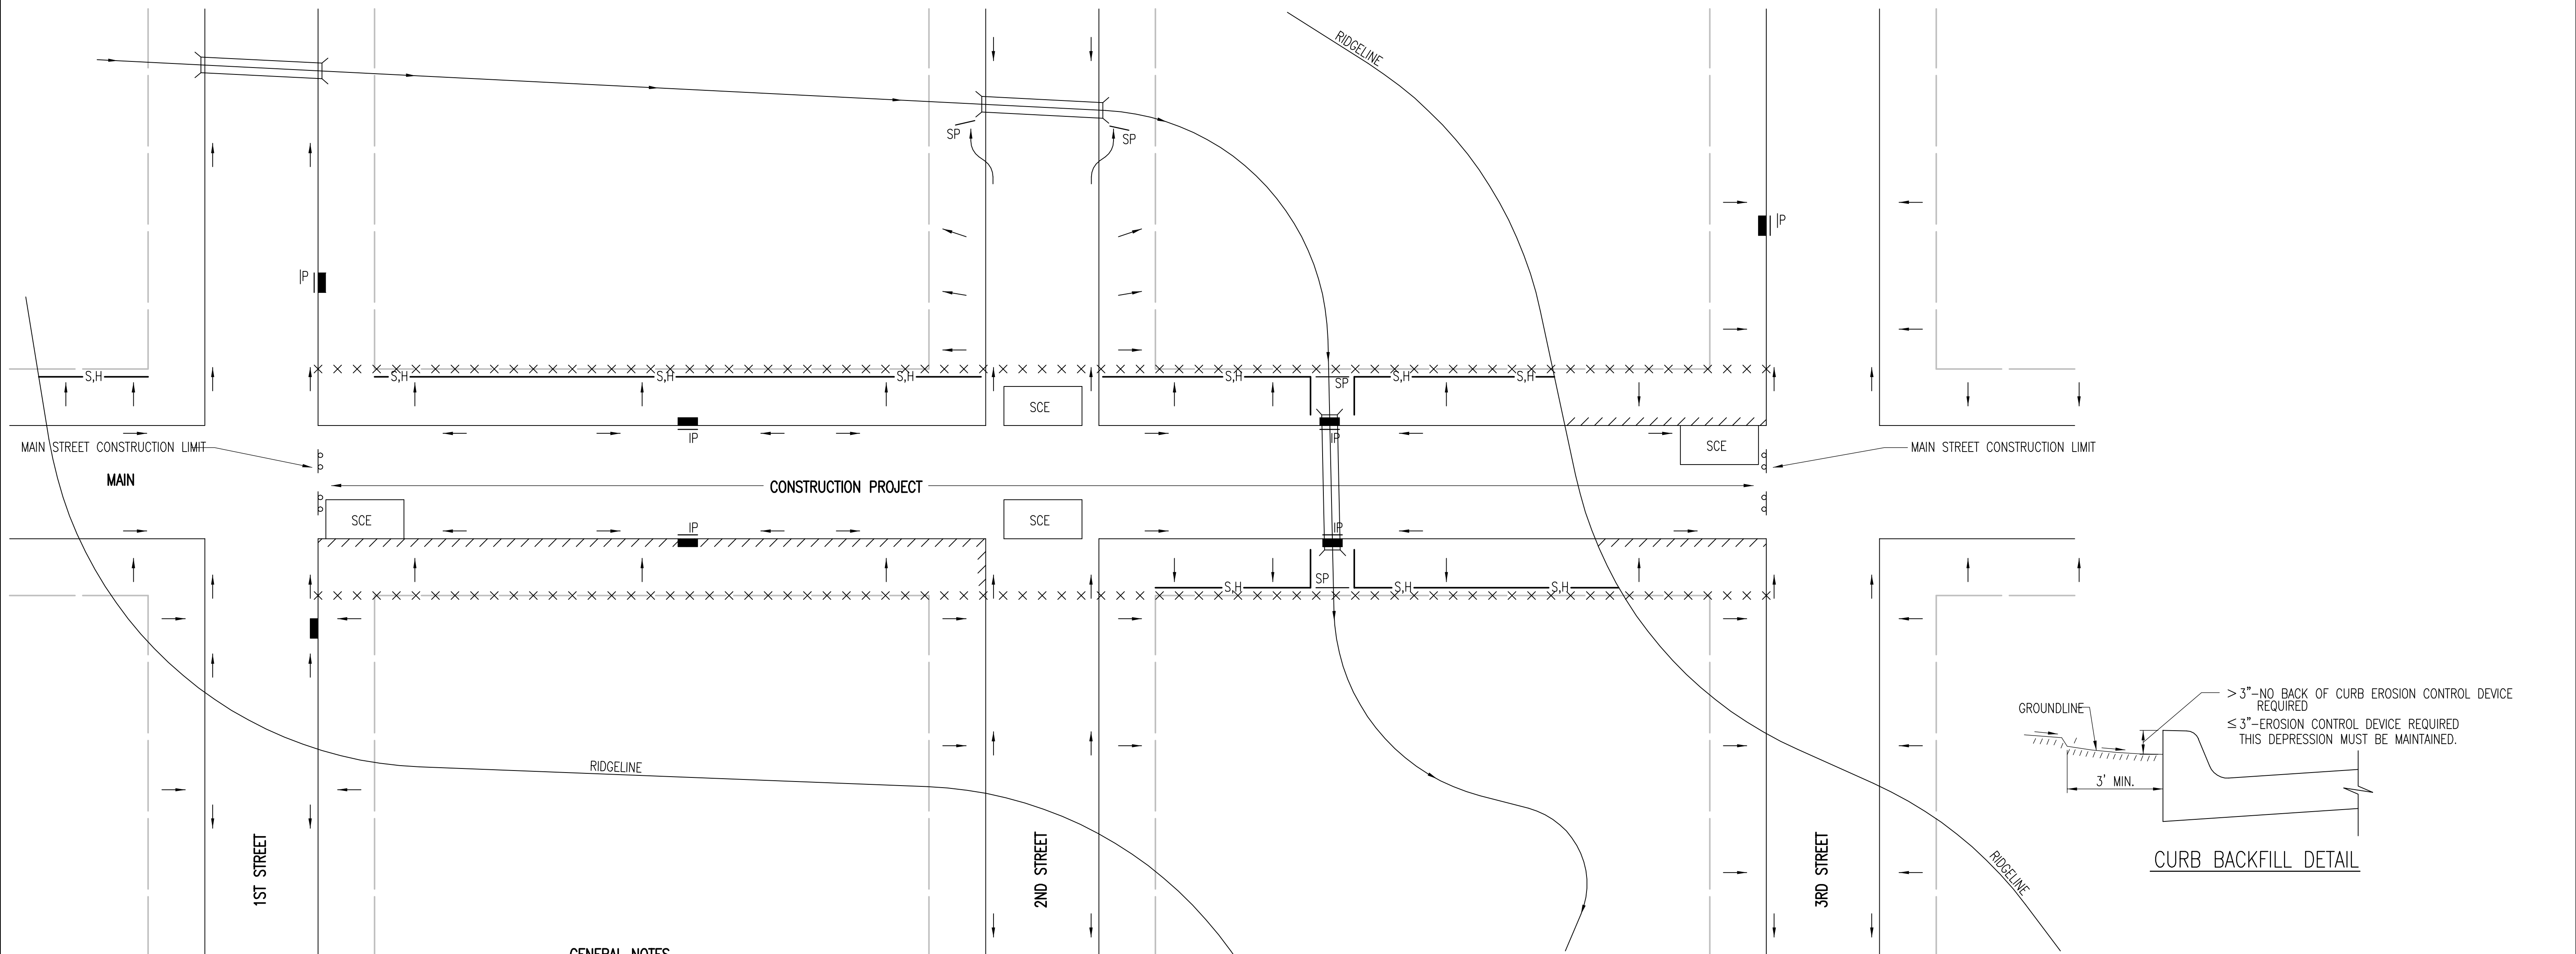 RIDGELINE
SP
SP
IP
IP
S,H
S,H
S,H
S,H
S,H
SP
S,H
S,H
SCE
MAIN STREET CONSTRUCTION LIMIT
IP
IP
SCE
MAIN STREET CONSTRUCTION LIMIT
MAIN
CONSTRUCTION PROJECT
SCE
IP
SCE
IP
SP
S,H
S,H
S,H
> 3"-NO BACK OF CURB EROSION CONTROL DEVICE
REQUIRED
GROUNDLINE
≤ 3"-EROSION CONTROL DEVICE REQUIRED
THIS DEPRESSION MUST BE MAINTAINED.
RIDGELINE
3' MIN.
1ST STREET
2ND STREET
3RD STREET
RIDGELINE
CURB BACKFILL DETAIL
GENERAL NOTES